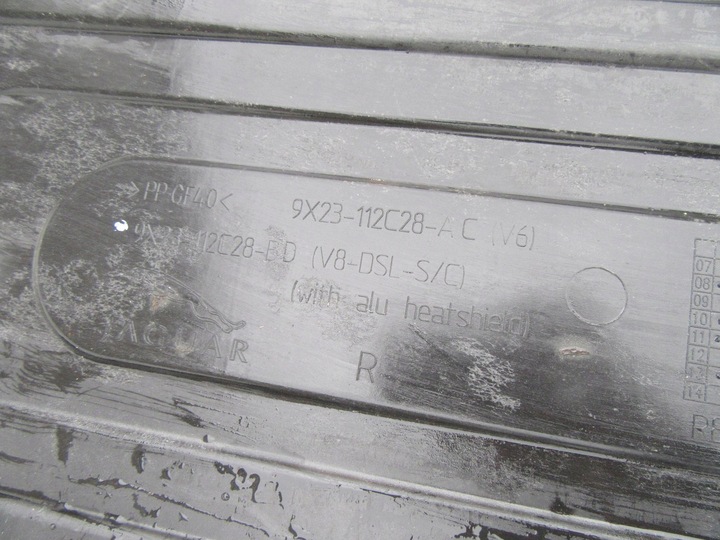 >PP GF40<
9X23-112C28-AC (V6)
9X23-112C28-BD (V8-DSL-S/C)
(with alu heatshield)
JAGUAR
R
07
08
09
10
11
12
13
14